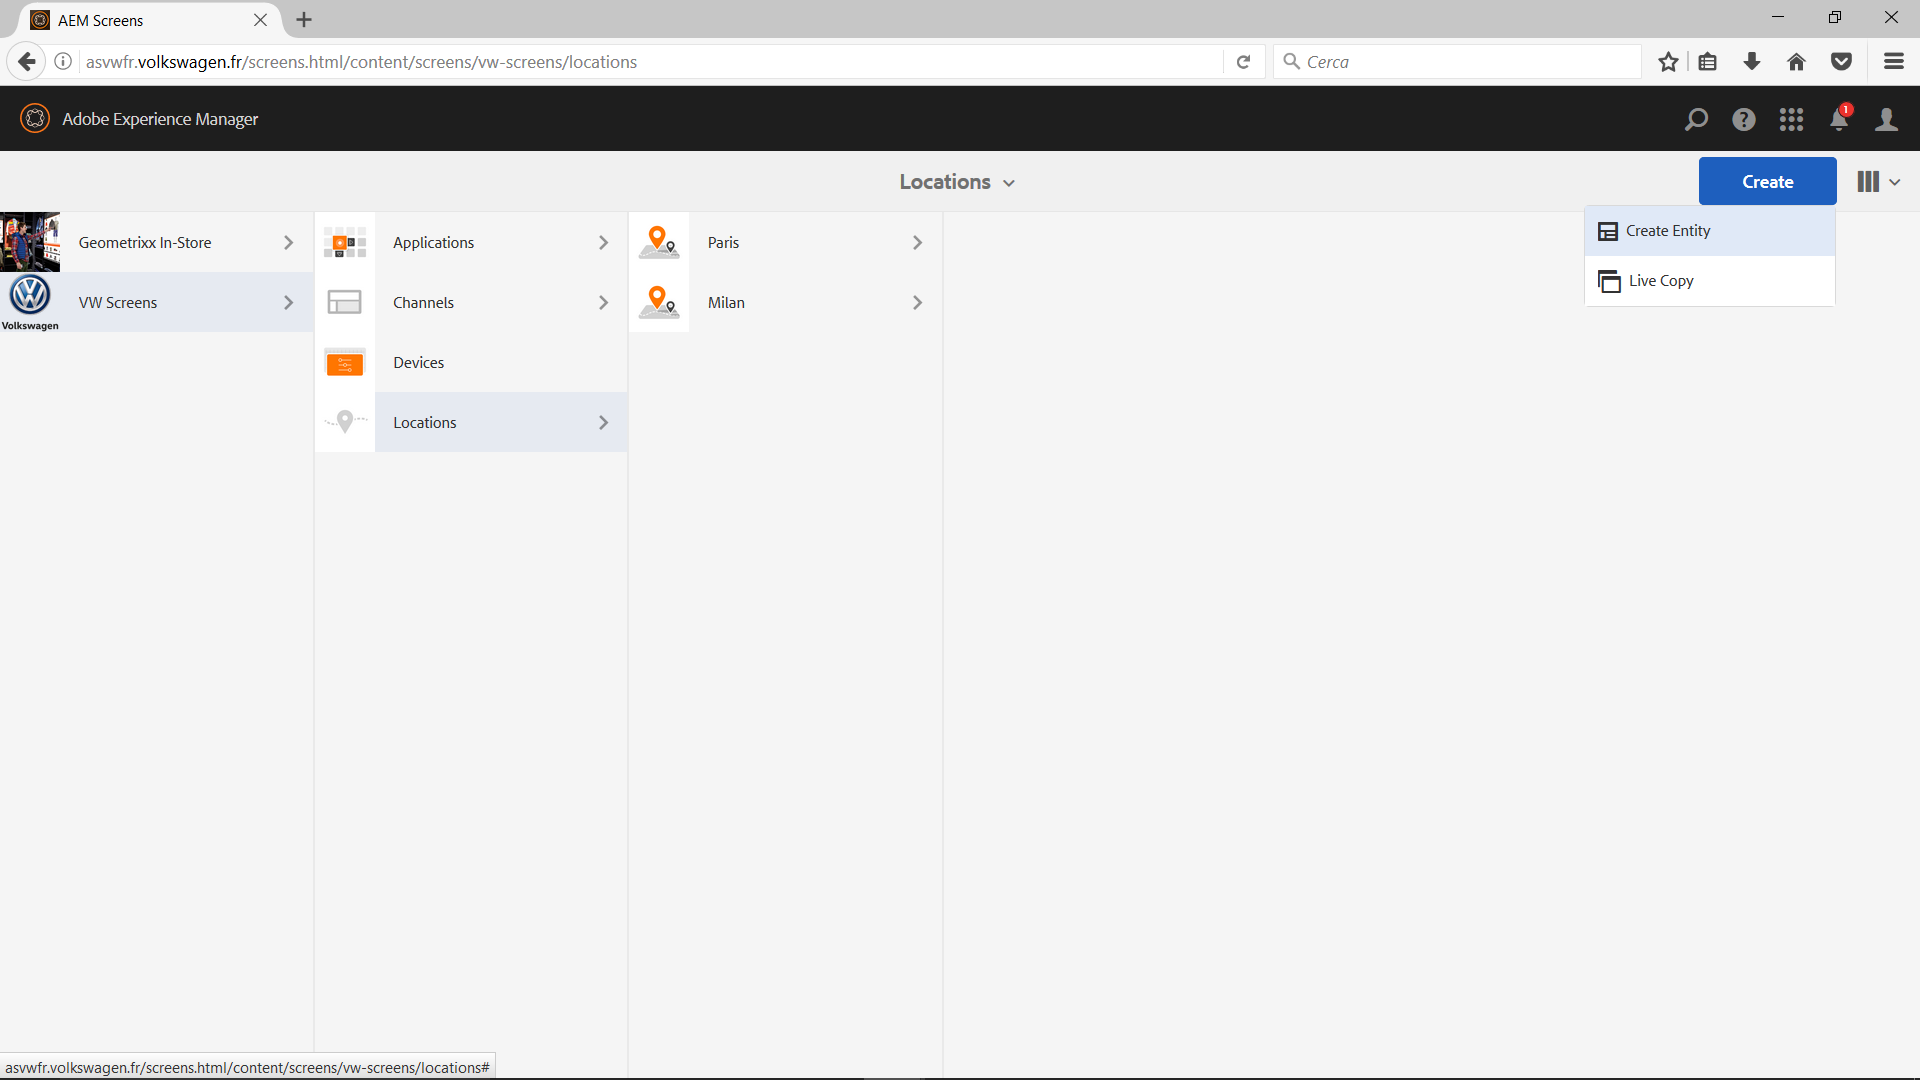 AEM Screens
asvwfr.volkswagen.fr/screens.html/content/screens/vw-screens/locations
Cerca
Adobe Experience Manager
1
Locations
Create
Create Entity
Live Copy
Geometrixx In-Store
VW Screens
Volkswagen
Applications
Channels
Devices
Locations
Paris
Milan
asvwfr.volkswagen.fr/screens.html/content/screens/vw-screens/locations#